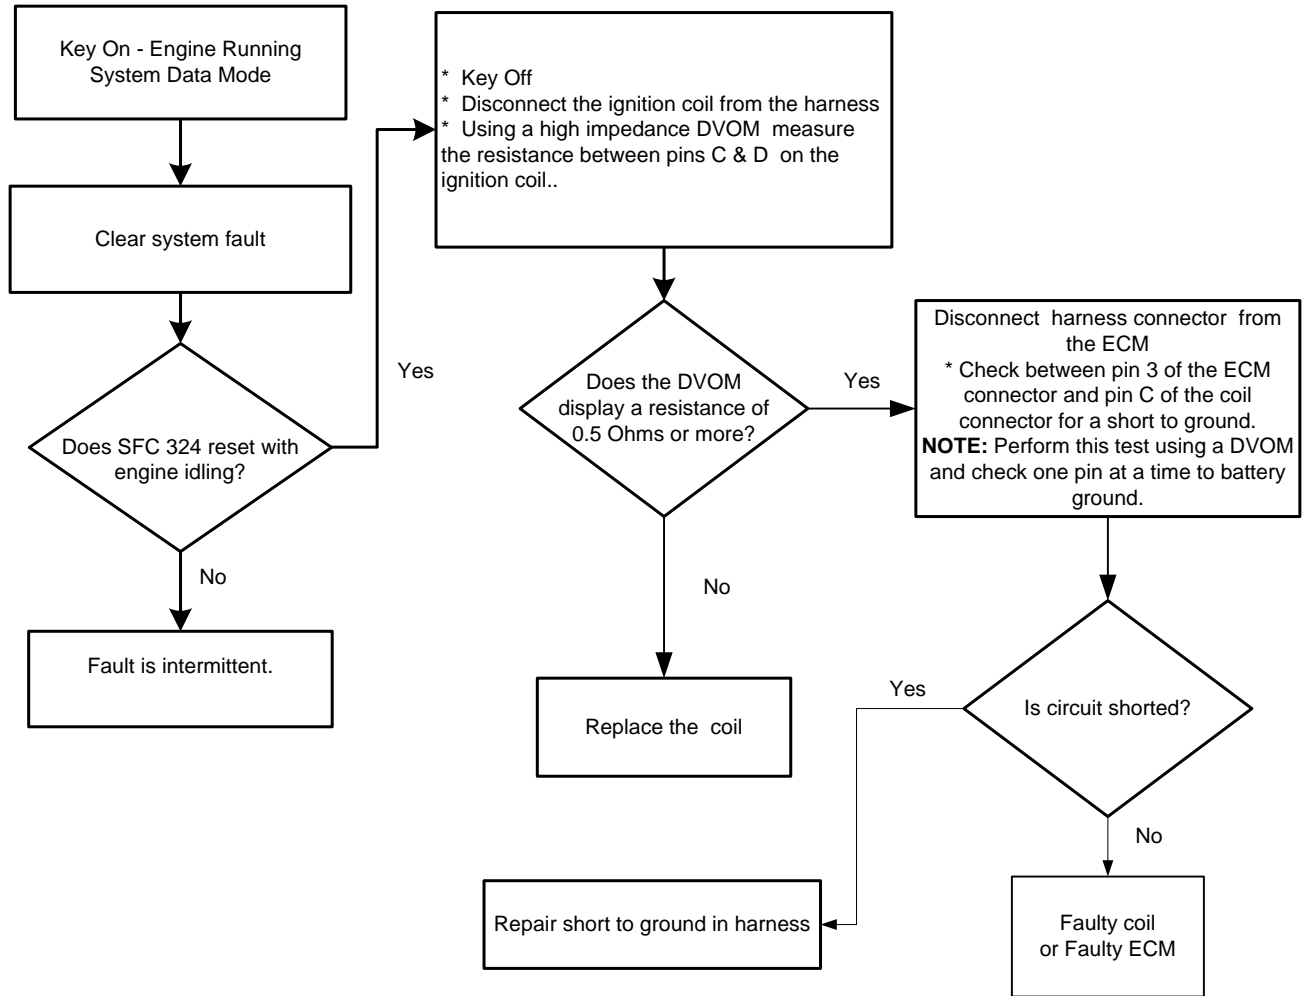 Key On - Engine Running
System Data Mode
Clear system fault
Does SFC 324 reset with
engine idling?
Yes
No
Fault is intermittent.
* Key Off
* Disconnect the ignition coil from the harness
* Using a high impedance DVOM measure
the resistance between pins C & D on the
ignition coil..
Does the DVOM
display a resistance of
0.5 Ohms or more?
Yes
No
Replace the coil
Disconnect harness connector from
the ECM
* Check between pin 3 of the ECM
connector and pin C of the coil
connector for a short to ground.
NOTE: Perform this test using a DVOM
and check one pin at a time to battery
ground.
Is circuit shorted?
Yes
No
Repair short to ground in harness
Faulty coil
or Faulty ECM